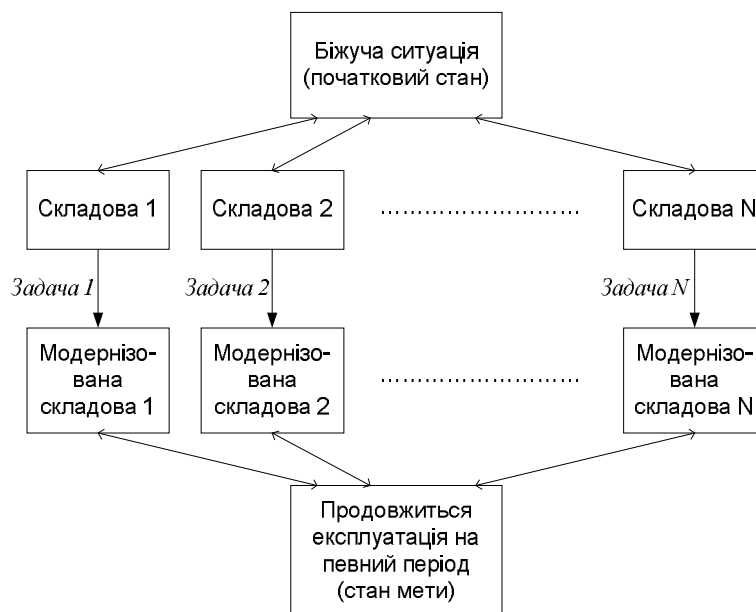 Біжуча ситуація
(початковий стан)
Складова 1
Складова 2
..............................
Складова N
Задача 1
Задача 2
Задача N
Модернізо-
вана
складова 1
Модернізо-
вана
складова 2
..............................
Модернізо-
вана
складова N
Продовжиться
експлуатація на
певний період
(стан мети)